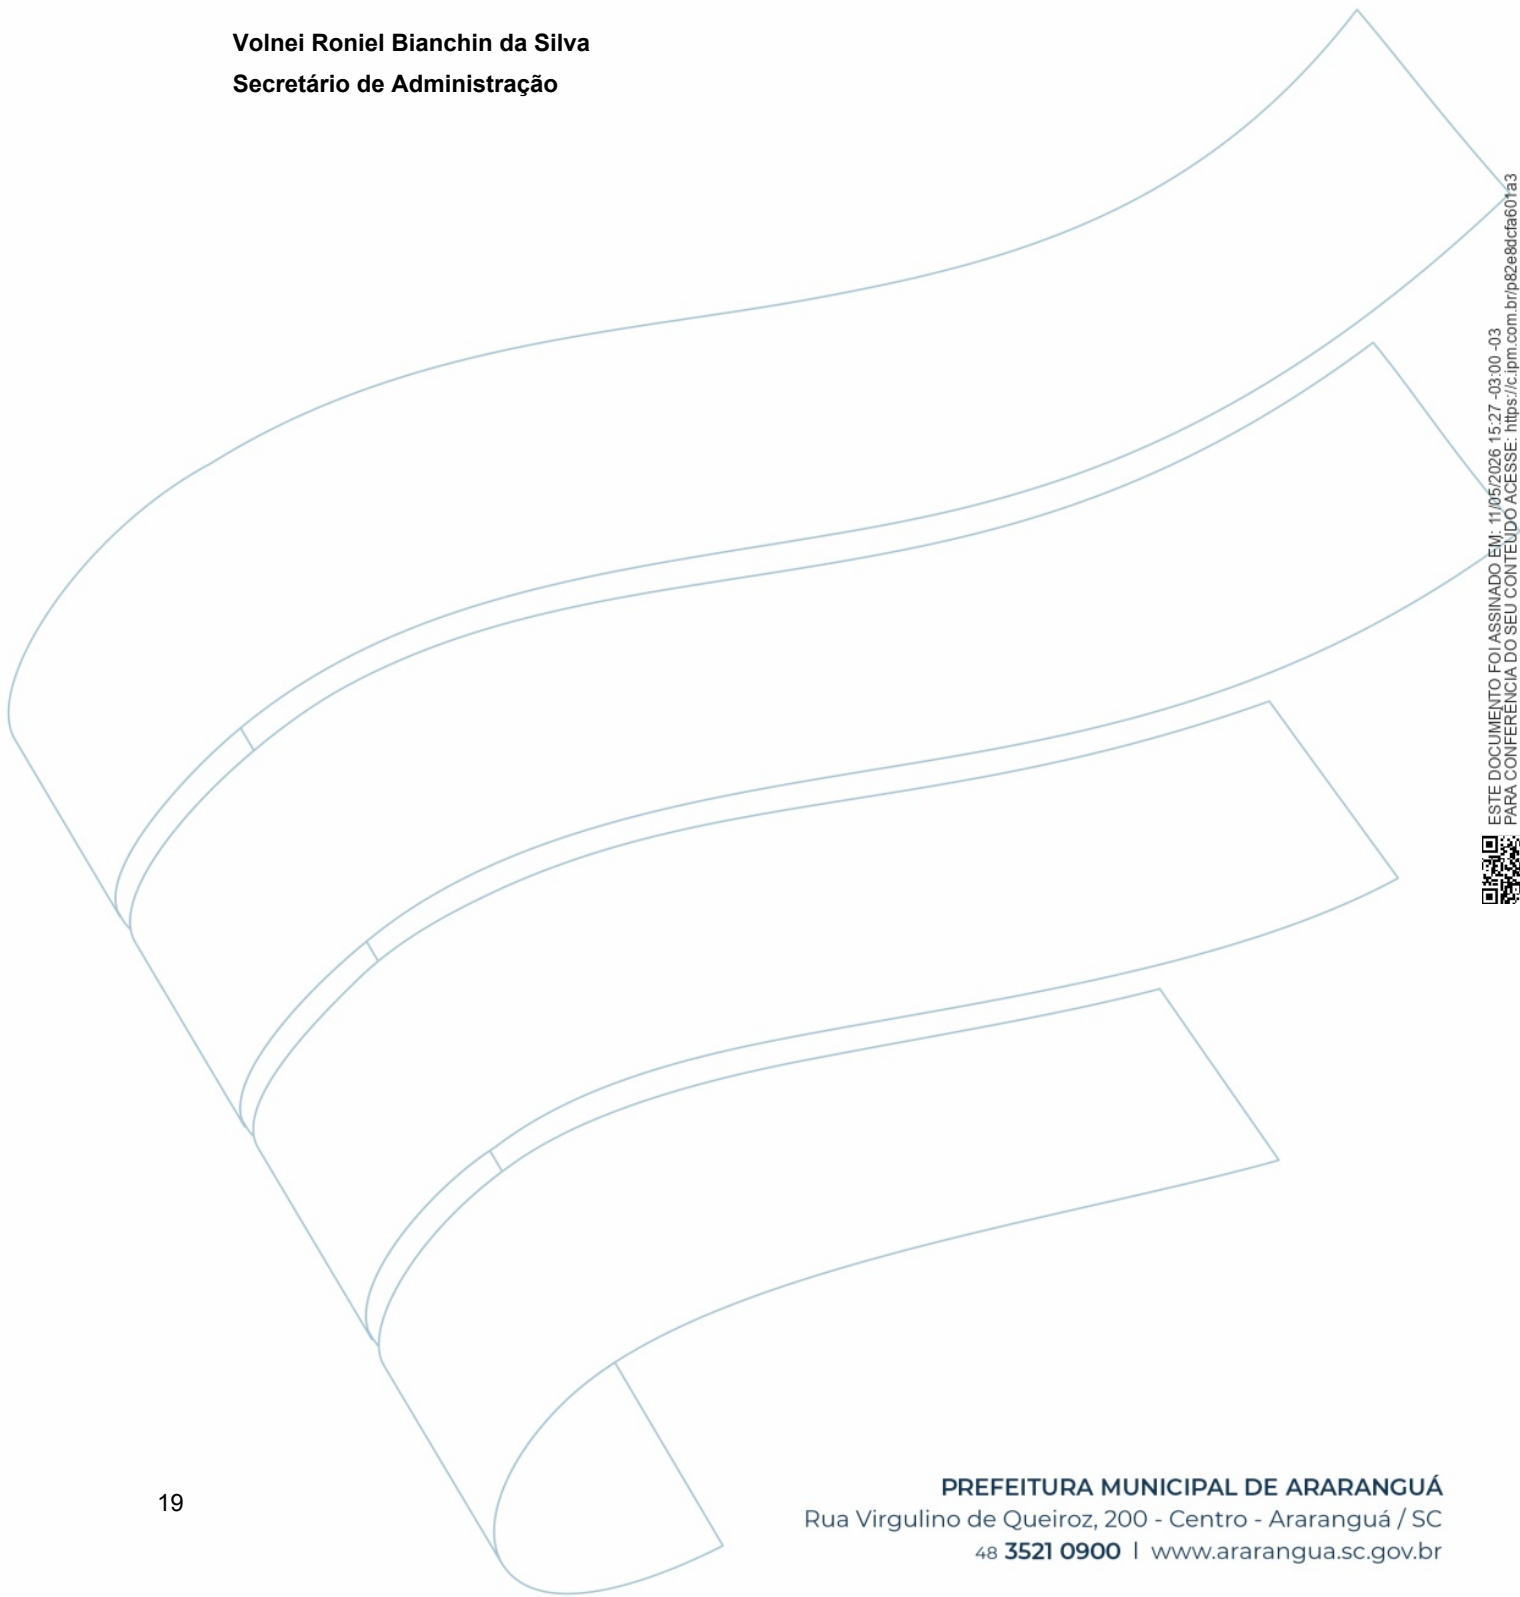 Volnei Roniel Bianchin da Silva
Secretário de Administração
ESTE DOCUMENTO FOI ASSINADO EM: 11/05/2026 15:27 -03:00 -03
PARA CONFERÊNCIA DO SEU CONTEÚDO ACESSE: https://c.ipm.com.br/p82e8dcfa601a3
19
PREFEITURA MUNICIPAL DE ARARANGUÁ
Rua Virgulino de Queiroz, 200 - Centro - Araranguá / SC
48 3521 0900 | www.ararangua.sc.gov.br